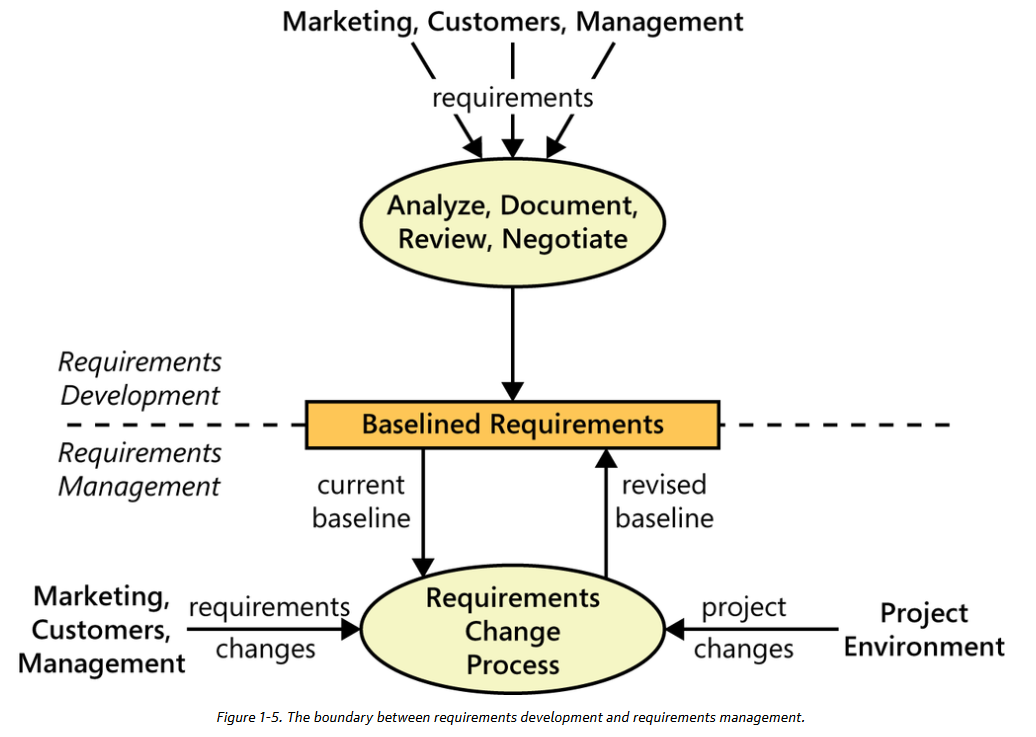 Marketing, Customers, Management
requirements
Analyze, Document,
Review, Negotiate
Requirements
Development
Baselined Requirements
Requirements
Management
current
baseline
revised
baseline
Marketing,
Customers,
Management
requirements
changes
Requirements
Change
Process
project
changes
Project
Environment
Figure 1-5. The boundary between requirements development and requirements management.